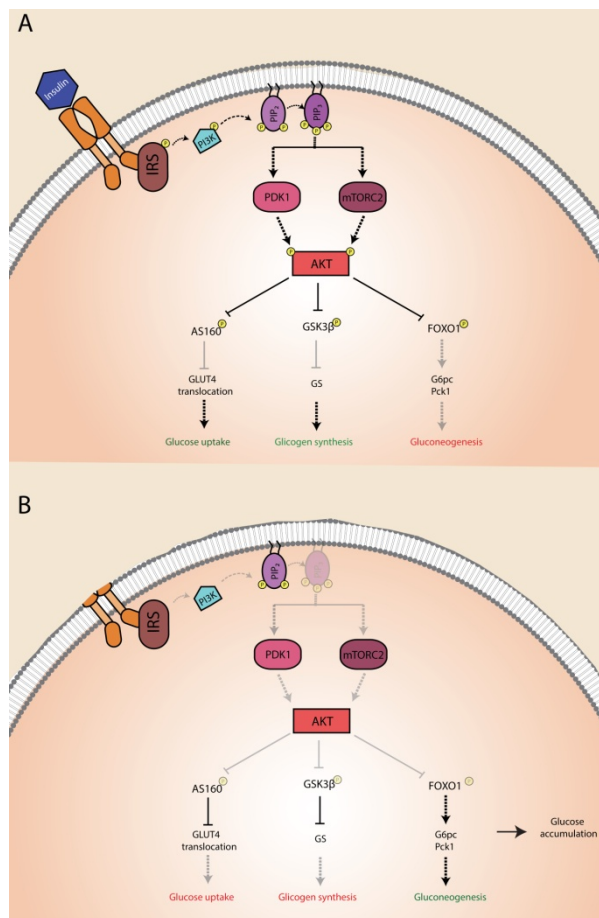 A
Insulin
IRS
P
P
PI3K
PIP2
P
P
PIP3
P
P
P
PDK1
mTORC2
P
P
AKT
AS160
P
GSK3β
P
FOXO1
P
GLUT4
translocation
GS
G6pc
Pck1
Glucose uptake
Glicogen synthesis
Gluconeogenesis
B
IRS
PI3K
PIP2
P
P
P
P
P
PDK1
mTORC2
AKT
AS160
P
GSK3β
P
FOXO1
P
GLUT4
translocation
GS
G6pc
Pck1
Glucose
accumulation
Glucose uptake
Glicogen synthesis
Gluconeogenesis